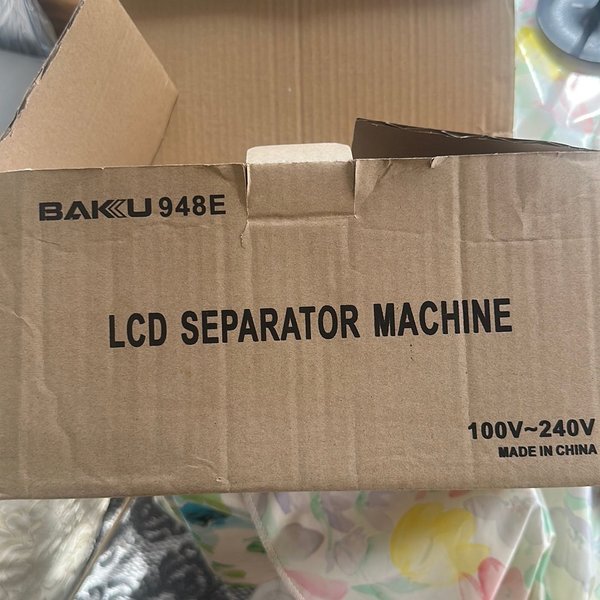 BAKU 948E
LCD SEPARATOR MACHINE
100V~240V
MADE IN CHINA